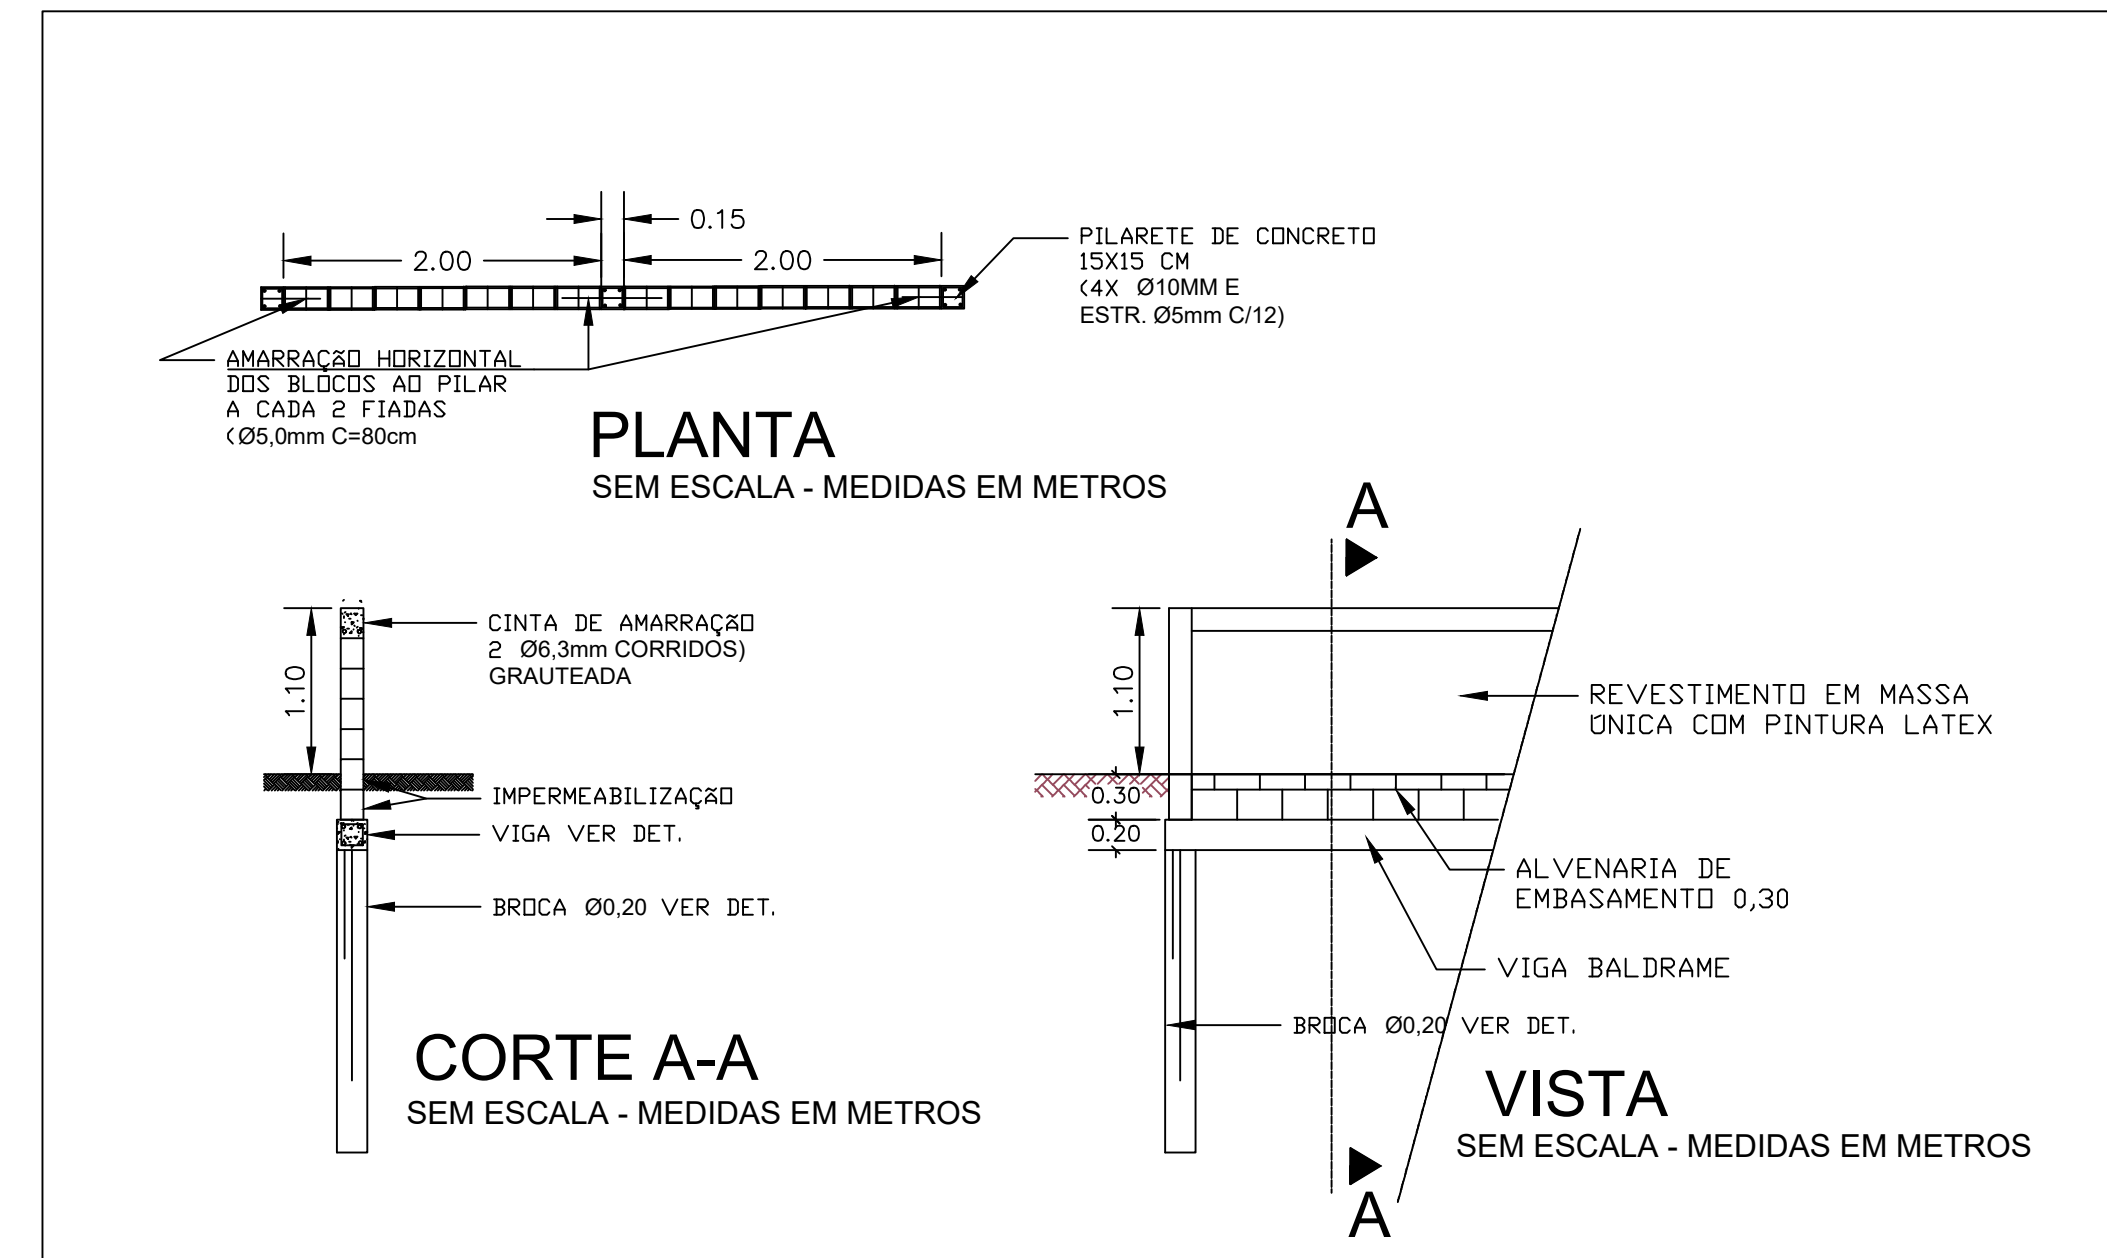 0.15
2.00
2.00
PILARETE DE CONCRETO
15X15 CM
(4X Ø10MM E
ESTR. Ø5mm C/12)
AMARRAÇÃO HORIZONTAL
DOS BLOCOS AO PILAR
A CADA 2 FIADAS
(Ø5,0mm C=80cm
PLANTA
SEM ESCALA - MEDIDAS EM METROS
1.10
CINTA DE AMARRAÇÃO
2 Ø6,3mm CORRIDOS)
GRAUTEADA
IMPERMEABILIZAÇÃO
VIGA VER DET.
BROCA Ø0,20 VER DET.
CORTE A-A
SEM ESCALA - MEDIDAS EM METROS
A
1.10
REVESTIMENTO EM MASSA
ÚNICA COM PINTURA LATEX
0.30
0.20
ALVENARIA DE
EMBASAMENTO 0,30
VIGA BALDRAME
BROCA Ø0,20 VER DET.
VISTA
SEM ESCALA - MEDIDAS EM METROS
A